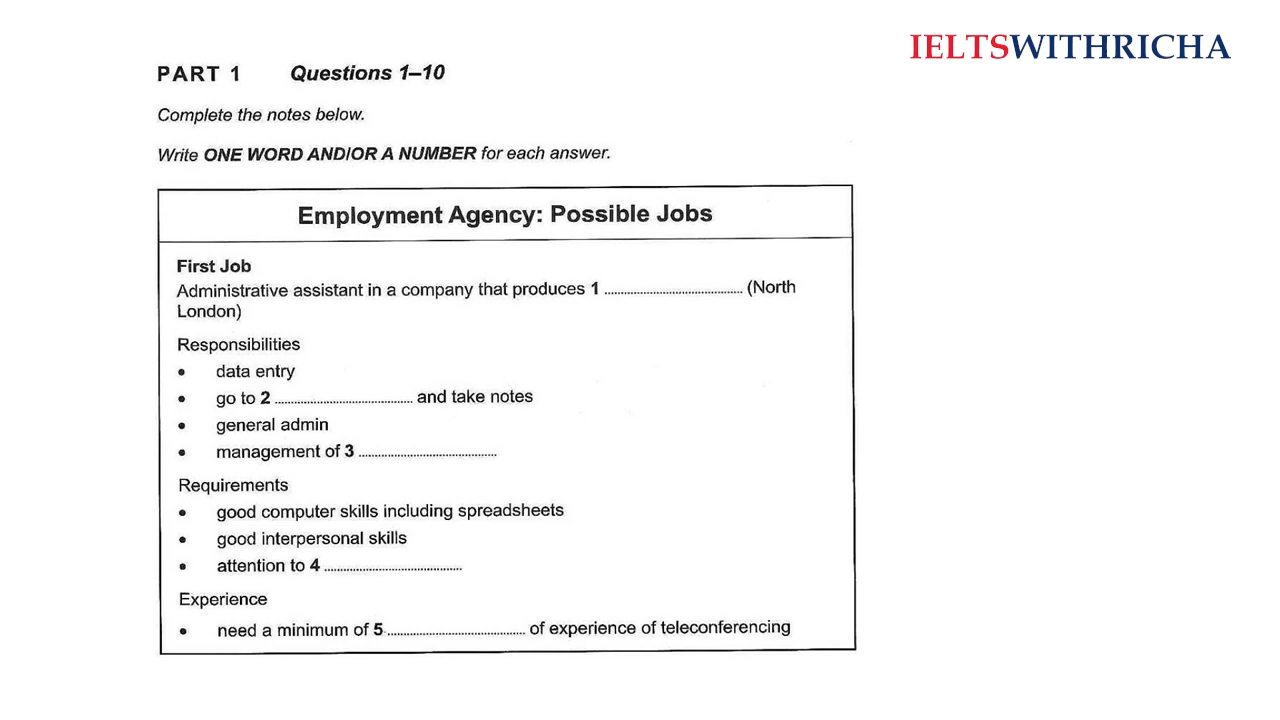 IELTSWITHRICHA
PART 1 Questions 1–10
Complete the notes below.
Write ONE WORD AND/OR A NUMBER for each answer.
Employment Agency: Possible Jobs
First Job
Administrative assistant in a company that produces 1 .......................................... (North
London)
Responsibilities
• data entry
• go to 2 .......................................... and take notes
• general admin
• management of 3 ..........................................
Requirements
• good computer skills including spreadsheets
• good interpersonal skills
• attention to 4 ..........................................
Experience
• need a minimum of 5 .......................................... of experience of teleconferencing